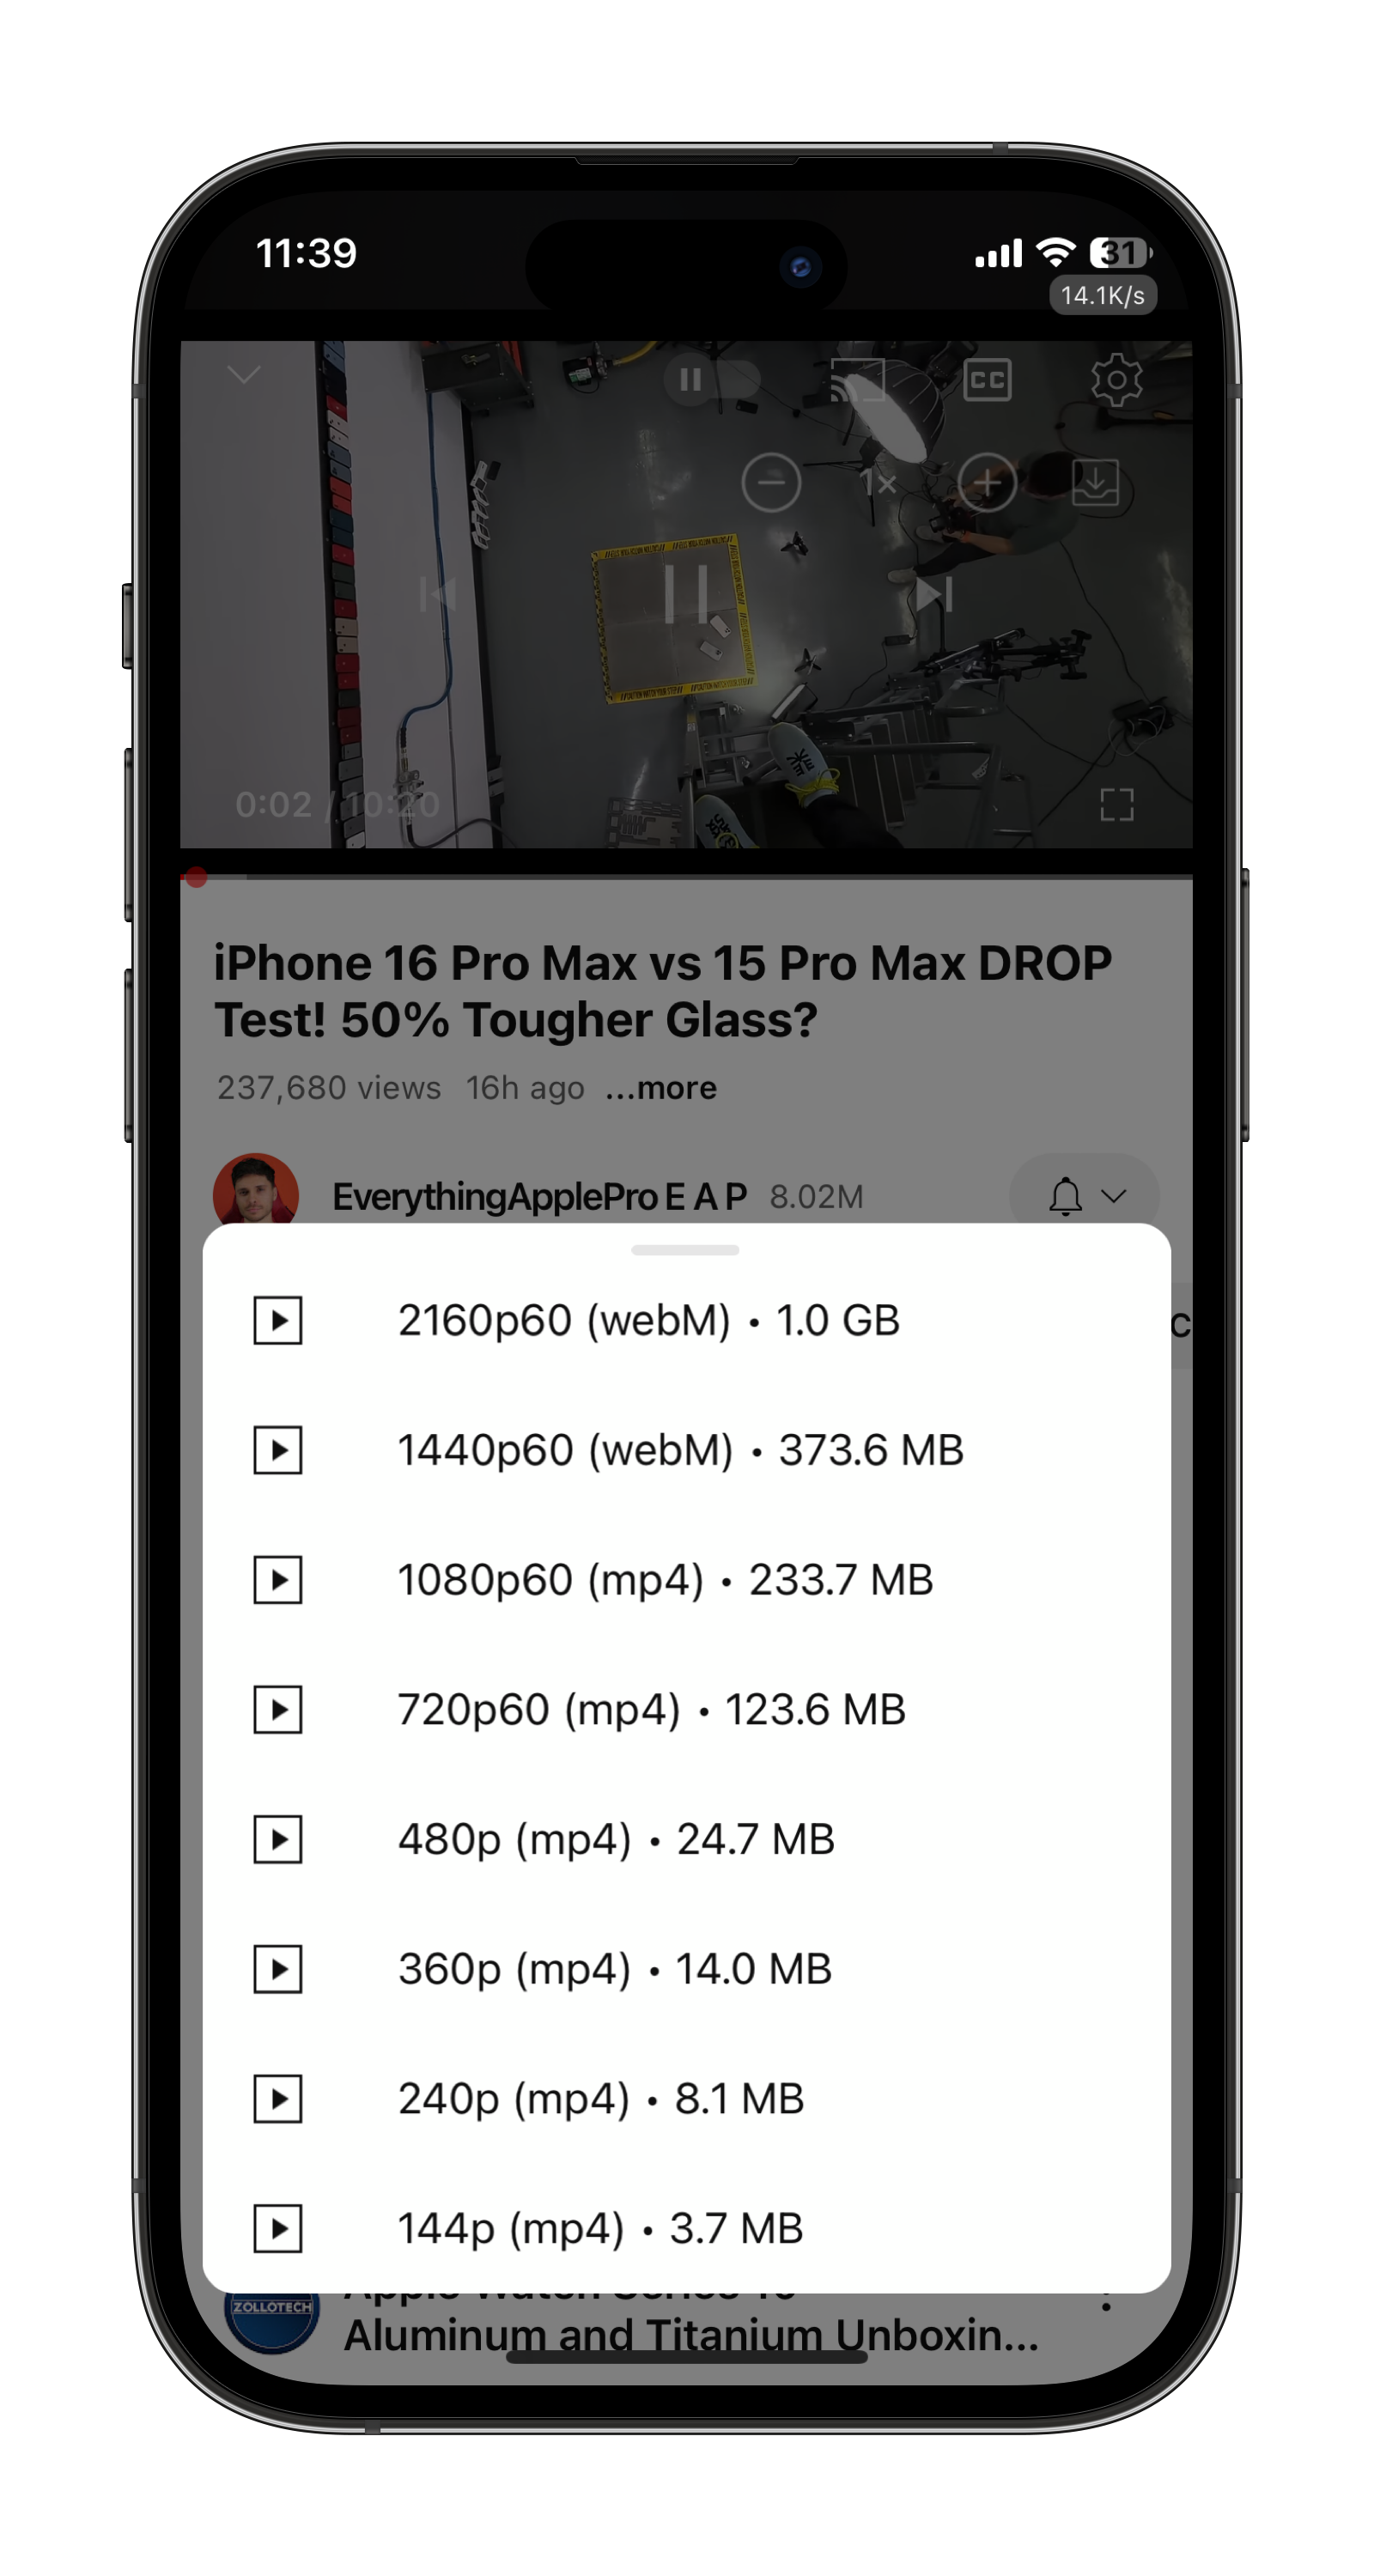 11:39
31
14.1K/s
CC
1×
0:02 / 10:20
iPhone 16 Pro Max vs 15 Pro Max DROP
Test! 50% Tougher Glass?
237,680 views 16h ago ...more
EverythingApplePro E A P 8.02M
2160p60 (webM) • 1.0 GB
1440p60 (webM) • 373.6 MB
1080p60 (mp4) • 233.7 MB
720p60 (mp4) • 123.6 MB
480p (mp4) • 24.7 MB
360p (mp4) • 14.0 MB
240p (mp4) • 8.1 MB
144p (mp4) • 3.7 MB
ZOLLOTECH
Apple Watch Series 10
Aluminum and Titanium Unboxin...